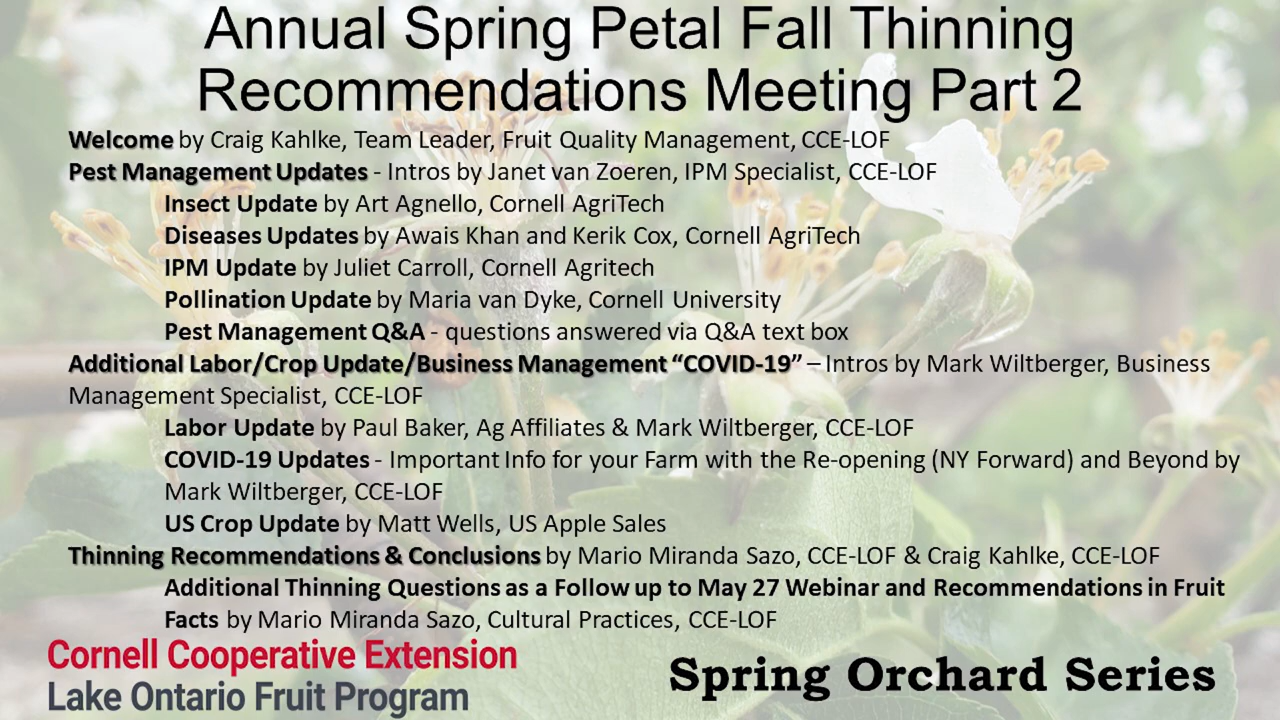 Annual Spring Petal Fall Thinning
Recommendations Meeting Part 2
Welcome by Craig Kahlke, Team Leader, Fruit Quality Management, CCE-LOF
Pest Management Updates - Intros by Janet van Zoeren, IPM Specialist, CCE-LOF
Insect Update by Art Agnello, Cornell AgriTech
Diseases Updates by Awais Khan and Kerik Cox, Cornell AgriTech
IPM Update by Juliet Carroll, Cornell Agritech
Pollination Update by Maria van Dyke, Cornell University
Pest Management Q&A - questions answered via Q&A text box
Additional Labor/Crop Update/Business Management “COVID-19” – Intros by Mark Wiltberger, Business
Management Specialist, CCE-LOF
Labor Update by Paul Baker, Ag Affiliates & Mark Wiltberger, CCE-LOF
COVID-19 Updates - Important Info for your Farm with the Re-opening (NY Forward) and Beyond by
Mark Wiltberger, CCE-LOF
US Crop Update by Matt Wells, US Apple Sales
Thinning Recommendations & Conclusions by Mario Miranda Sazo, CCE-LOF & Craig Kahlke, CCE-LOF
Additional Thinning Questions as a Follow up to May 27 Webinar and Recommendations in Fruit
Facts by Mario Miranda Sazo, Cultural Practices, CCE-LOF
Cornell Cooperative Extension
Lake Ontario Fruit Program
Spring Orchard Series